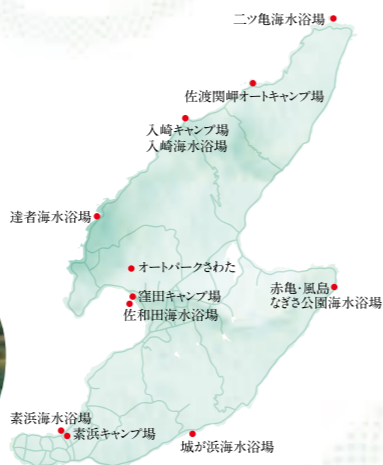 二ツ亀海水浴場
佐渡関岬オートキャンプ場
入崎キャンプ場
入崎海水浴場
達者海水浴場
オートパークさわた
窪田キャンプ場
佐和田海水浴場
赤亀・風島
なぎさ公園海水浴場
素浜海水浴場
素浜キャンプ場
城が浜海水浴場